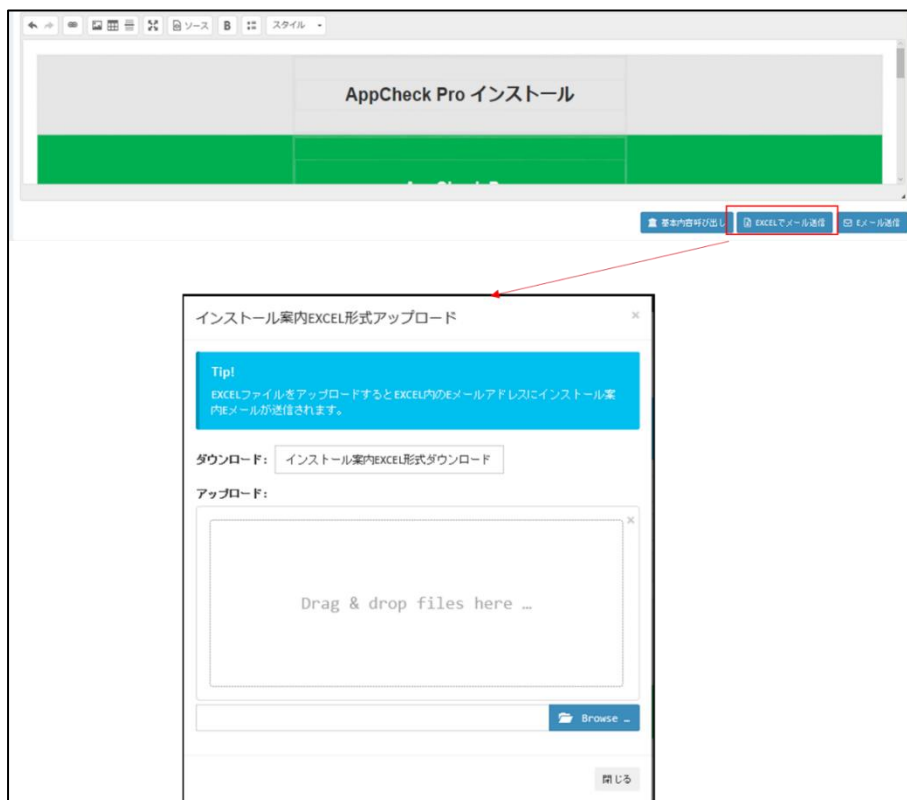 ソース B スタイル
AppCheck Pro インストール
基本内容呼び出し EXCELでメール送信 Eメール送信
インストール案内EXCEL形式アップロード ×
Tip!
EXCELファイルをアップロードするとEXCEL内のEメールアドレスにインストール案
内Eメールが送信されます。
ダウンロード: インストール案内EXCEL形式ダウンロード
アップロード:
×
Drag & drop files here …
Browse …
閉じる